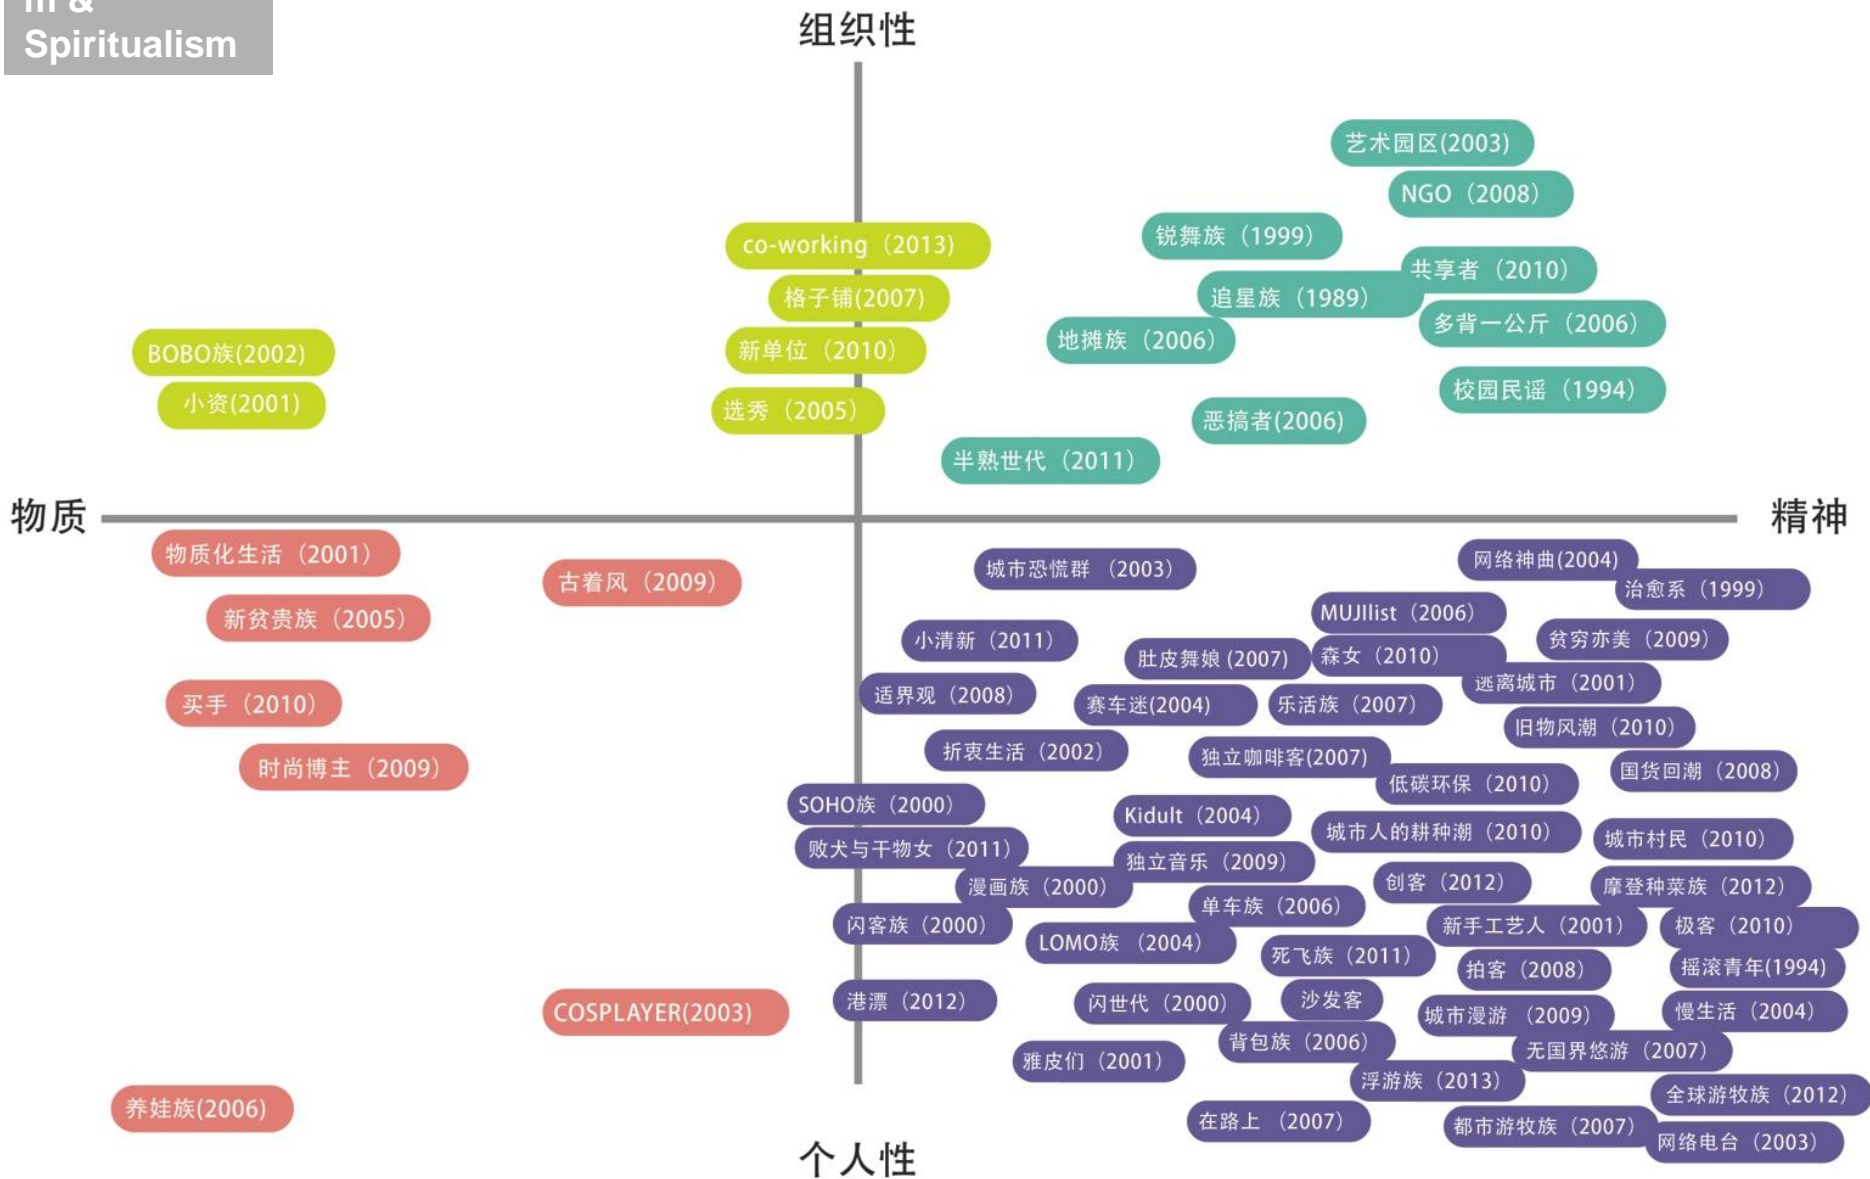 m &
Spiritualism
组织性
艺术园区(2003)
NGO（2008）
锐舞族（1999）
co-working（2013)
共享者（2010）
格子铺(2007)
追星族（1989）
多背一公斤（2006）
地摊族（2006）
BOBO族(2002)
新单位（2010）
小资(2001)
校园民谣（1994）
选秀（2005）
恶搞者(2006)
半熟世代（2011）
物质
精神
物质化生活（2001）
古着风（2009）
新贫贵族（2005）
买手（2010）
时尚博主（2009）
COSPLAYER(2003)
养娃族(2006)
城市恐慌群（2003）
网络神曲(2004)
治愈系（1999）
MUJIlist（2006）
小清新（2011）
贫穷亦美（2009）
肚皮舞娘 (2007)
森女（2010）
逃离城市（2001）
适界观（2008）
赛车迷(2004)
乐活族（2007）
旧物风潮（2010）
折衷生活（2002）
独立咖啡客(2007)
国货回潮（2008）
低碳环保（2010）
SOHO族（2000）
Kidult（2004）
城市人的耕种潮（2010）
城市村民（2010）
败犬与干物女（2011）
独立音乐（2009）
漫画族（2000）
创客（2012）
摩登种菜族（2012）
单车族（2006）
闪客族（2000）
新手工艺人（2001）
极客（2010）
LOMO族（2004）
死飞族（2011）
拍客（2008）
摇滚青年(1994)
港漂（2012）
闪世代（2000）
沙发客
城市漫游（2009）
慢生活（2004）
背包族（2006）
无国界悠游（2007）
雅皮们（2001）
浮游族（2013）
全球游牧族（2012）
在路上（2007）
都市游牧族（2007）
网络电台（2003）
个人性